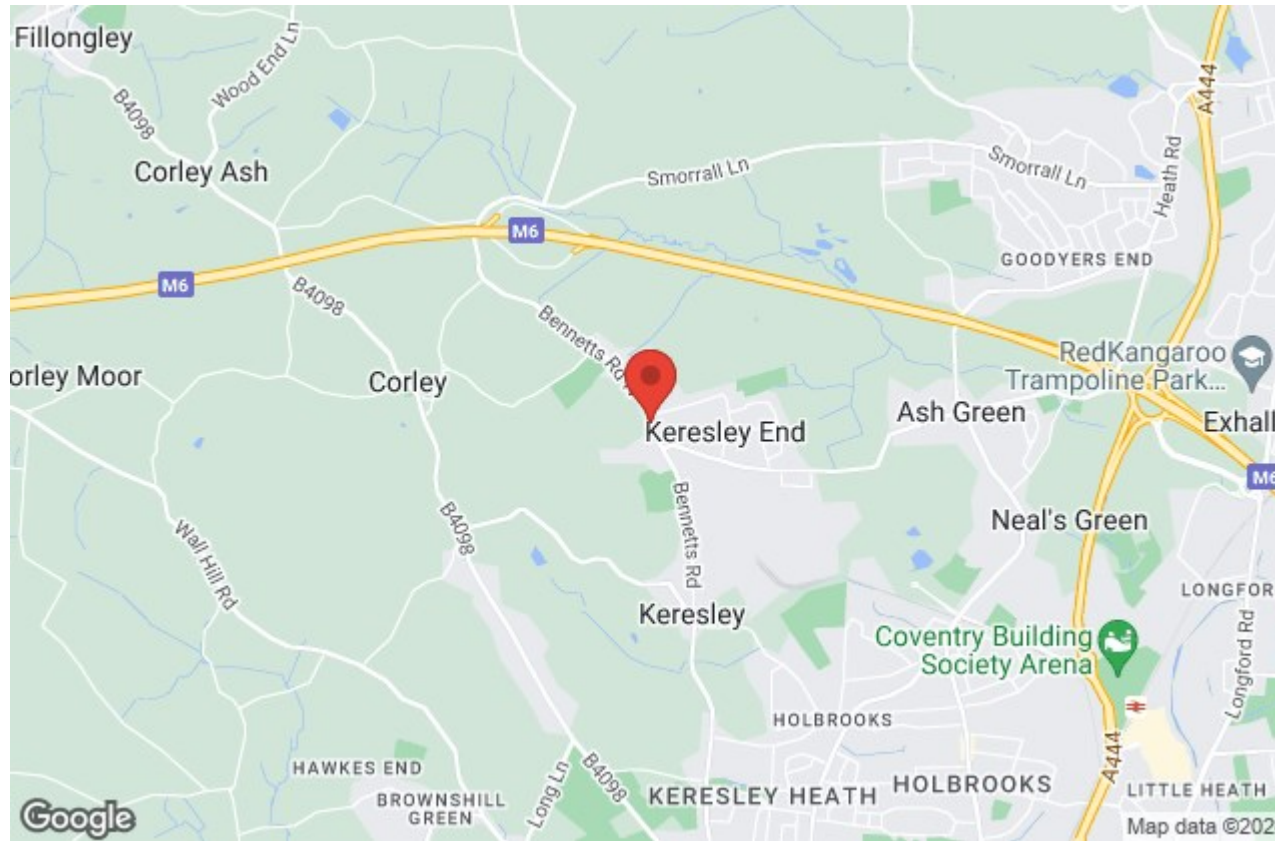 Fillongley
Wood End Ln
B4098
Corley Ash
Smorrall Ln
Smorrall Ln
A444
Heath Rd
M6
M6
GOODYERS END
B4098
Bennetts Rd
RedKangaroo
Trampoline Park...
orley Moor
Corley
Keresley End
Ash Green
Exhall
M6
Bennetts Rd
B4098
Neal's Green
Wall Hill Rd
Keresley
LONGFOR
Coventry Building
Society Arena
Longford Rd
HOLBROOKS
HAWKES END
Long Ln
B4098
KERESLEY HEATH
HOLBROOKS
A444
LITTLE HEATH
BROWNSHILL
GREEN
Google
Map data ©202